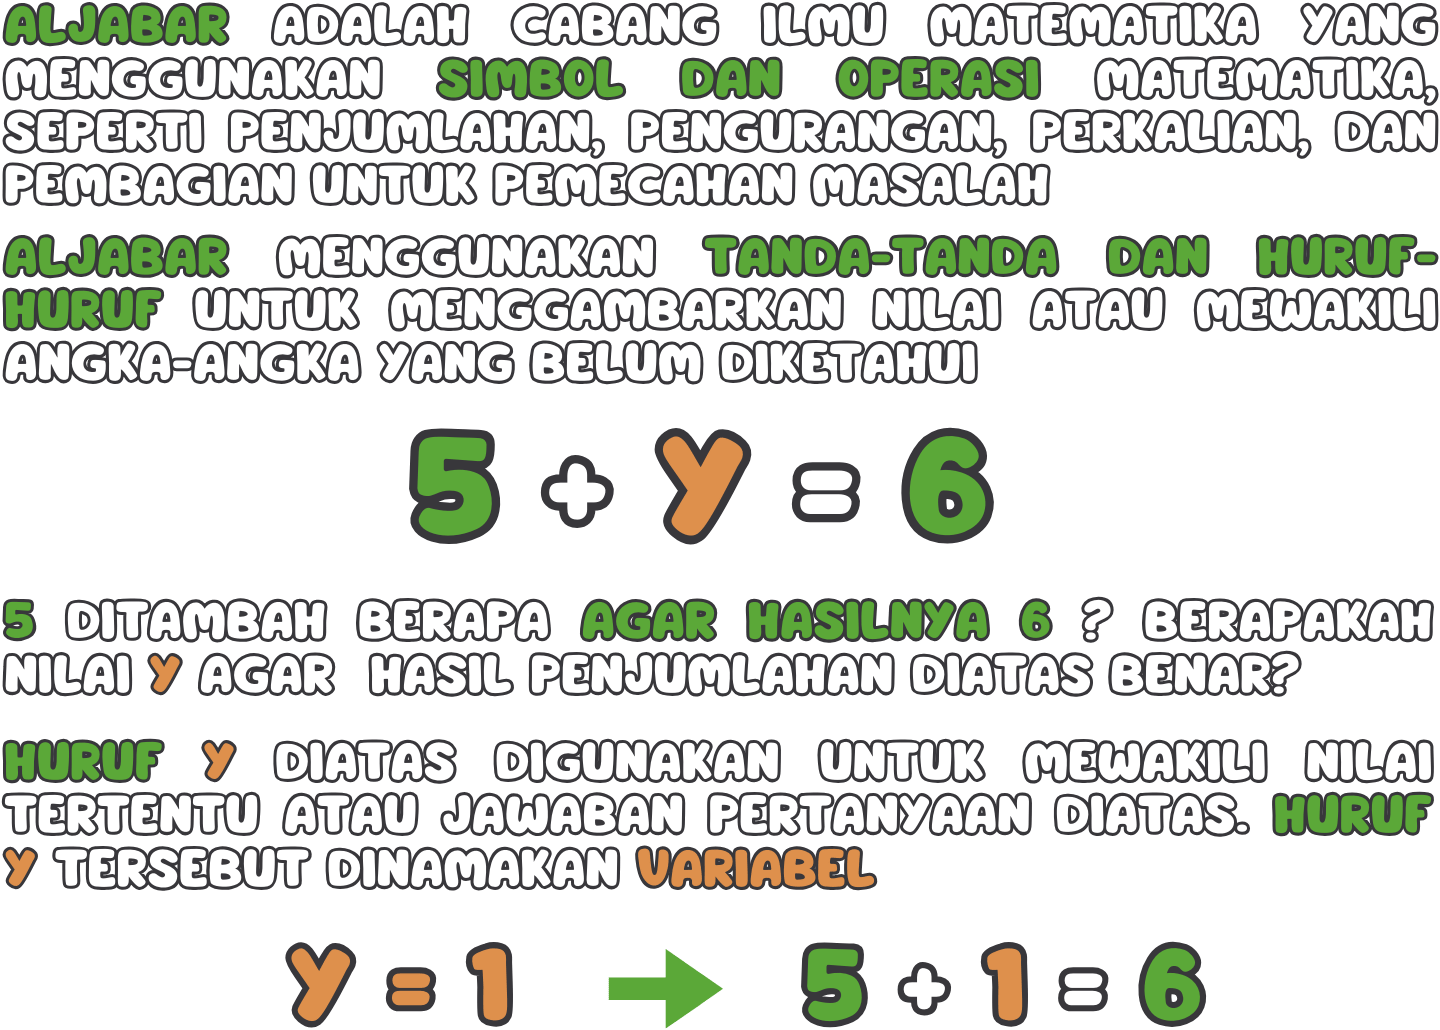 ALJABAR ADALAH CABANG ILMU MATEMATIKA YANG
MENGGUNAKAN SIMBOL DAN OPERASI MATEMATIKA,
SEPERTI PENJUMLAHAN, PENGURANGAN, PERKALIAN, DAN
PEMBAGIAN UNTUK PEMECAHAN MASALAH
ALJABAR MENGGUNAKAN TANDA-TANDA DAN HURUF-
HURUF UNTUK MENGGAMBARKAN NILAI ATAU MEWAKILI
ANGKA-ANGKA YANG BELUM DIKETAHUI
5 + Y = 6
5 DITAMBAH BERAPA AGAR HASILNYA 6 ? BERAPAKAH
NILAI Y AGAR HASIL PENJUMLAHAN DIATAS BENAR?
HURUF Y DIATAS DIGUNAKAN UNTUK MEWAKILI NILAI
TERTENTU ATAU JAWABAN PERTANYAAN DIATAS. HURUF
Y TERSEBUT DINAMAKAN VARIABEL
Y = 1 5 + 1 = 6